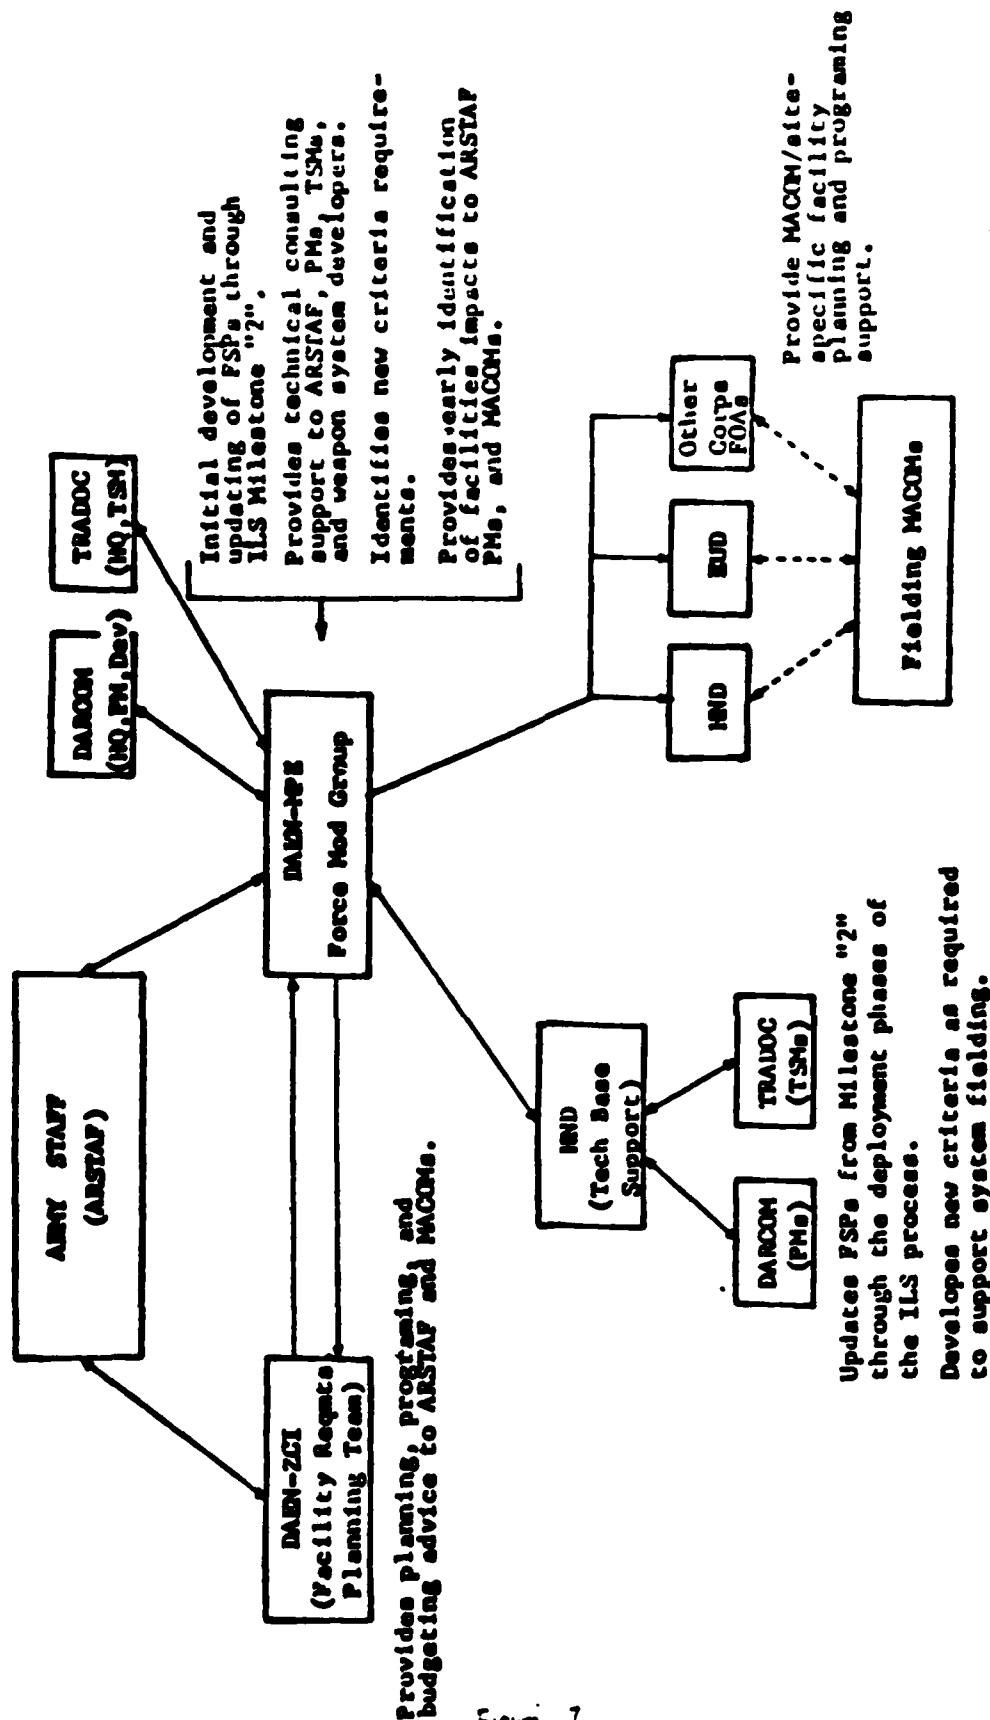 ARMY STAFF
(ARSTAF)
DARCOM
(HQ,PM,Dev)
TRADOC
(HQ,TSM)
DAEN-ZCI
(Facility Reqmts
Planning Team)
DAEN-MPE
Force Mod Group
Initial development and
updating of FSPs through
ILS Milestone "2".
Provides technical consulting
support to ARSTAF, PMs, TSMs,
and weapon system developers.
Identifies new criteria require-
ments.
Provides early identification
of facilities impacts to ARSTAF
PMs, and MACOMs.
Provides planning, programing, and
budgeting advice to ARSTAF and MACOMs.
HND
(Tech Base
Support)
DARCOM
(PMs)
TRADOC
(TSMs)
HND
EUD
Other
Corps
FOAs
Fielding MACOMs
Provide MACOM/site-
specific facility
planning and programing
support.
Updates FSPs from Milestone "2"
through the deployment phases of
the ILS process.
Developes new criteria as required
to support system fielding.
Figure 7